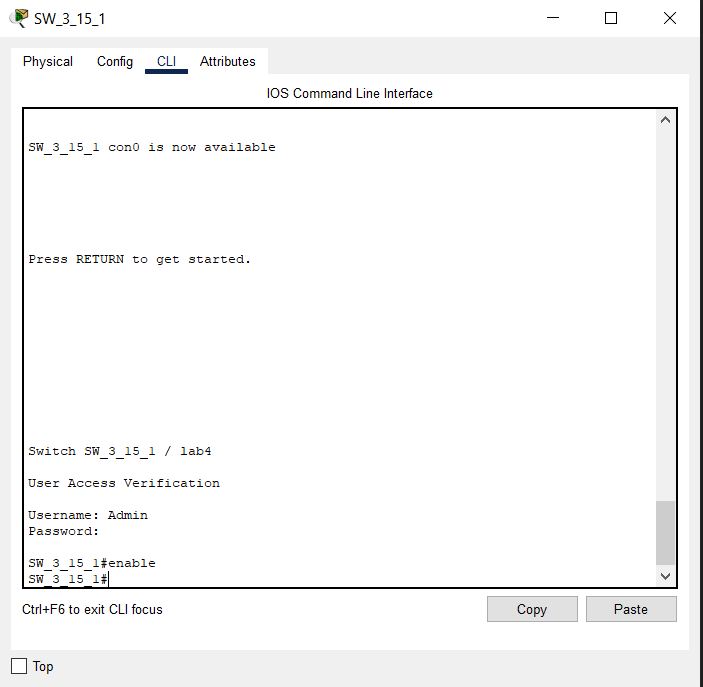 SW_3_15_1
Physical Config CLI Attributes
IOS Command Line Interface
SW_3_15_1 con0 is now available
Press RETURN to get started.
Switch SW_3_15_1 / lab4
User Access Verification
Username: Admin
Password:
SW_3_15_1#enable
SW_3_15_1#
Ctrl+F6 to exit CLI focus
Copy Paste
Top